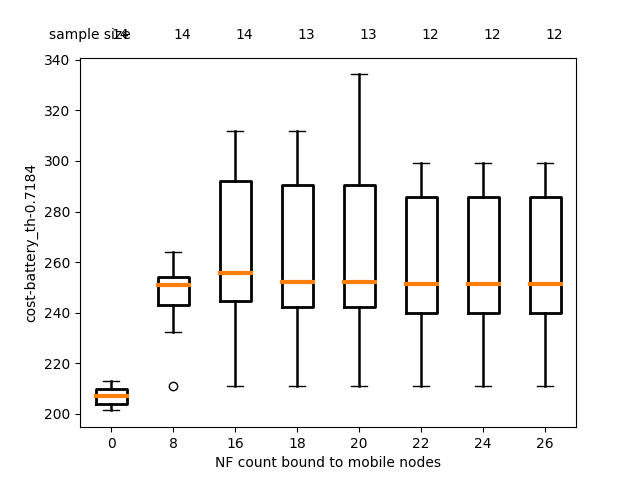 sample size 14 14 14 13 13 12 12 12
340
320
300
280
260
240
220
200
cost-battery_th-0.7184
0 8 16 18 20 22 24 26
NF count bound to mobile nodes